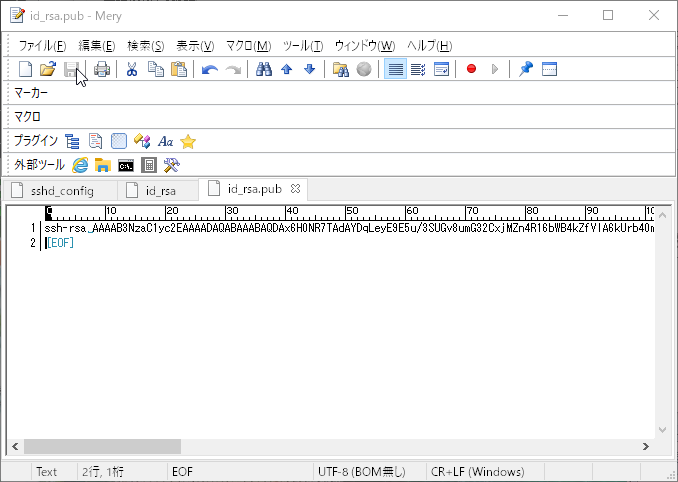 id_rsa.pub - Mery
ファイル(F) 編集(E) 検索(S) 表示(V) マクロ(M) ツール(T) ウィンドウ(W) ヘルプ(H)
マーカー
マクロ
プラグイン
外部ツール
sshd_config id_rsa id_rsa.pub
0 10 20 30 40 50 60 70 80 90 10
1 ssh-rsa AAAAB3NzaC1yc2EAAAADAQABAAABAQDAx6H0NR7TAdAYDqLeyE9E5u/3SUGv8umG32CxjMZn4R16bWB4kZfYIA6kUrb40m
2 [EOF]
Text 2行, 1桁 EOF UTF-8 (BOM無し) CR+LF (Windows)